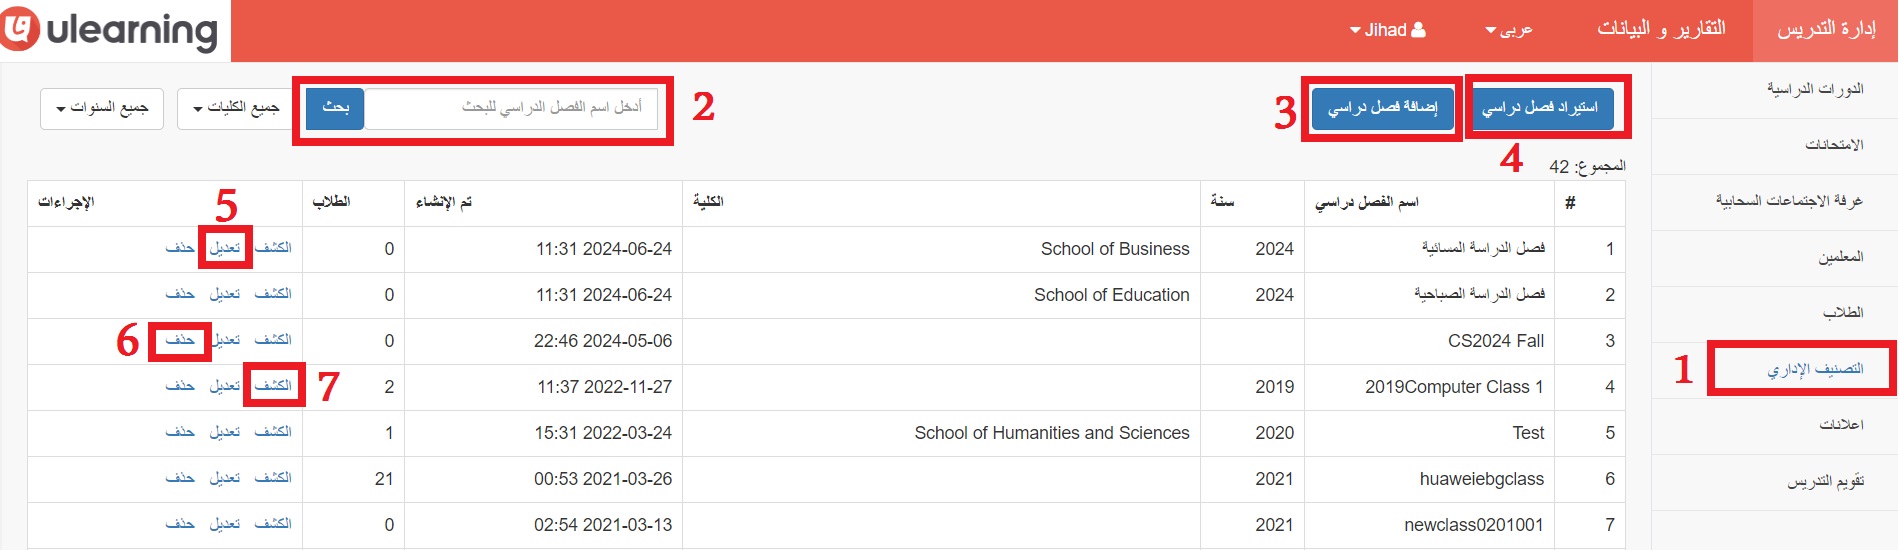 إدارة التدريس التقارير و البيانات عربى Jihad ulearning
الدورات الدراسية
الامتحانات
غرفة الاجتماعات السحابية
المعلمين
الطلاب
التصنيف الإداري 1
اعلانات
تقويم التدريس
استيراد فصل دراسي إضافة فصل دراسي 3 2 أدخل اسم الفصل الدراسي للبحث بحث جميع الكليات جميع السنوات
4
المجموع: 42
# اسم الفصل دراسي سنة الكلية تم الإنشاء الطلاب الإجراءات
5
1 فصل الدراسة المسائية 2024 School of Business 2024-06-24 11:31 0 الكشف تعديل حذف
2 فصل الدراسة الصباحية 2024 School of Education 2024-06-24 11:31 0 الكشف تعديل حذف
3 CS2024 Fall 2024-05-06 22:46 0 الكشف تعديل حذف 6
4 2019Computer Class 1 2019 2022-11-27 11:37 2 7 الكشف تعديل حذف
5 Test 2020 School of Humanities and Sciences 2022-03-24 15:31 1 الكشف تعديل حذف
6 huaweiebgclass 2021 2021-03-26 00:53 21 الكشف تعديل حذف
7 newclass0201001 2021 2021-03-13 02:54 0 الكشف تعديل حذف